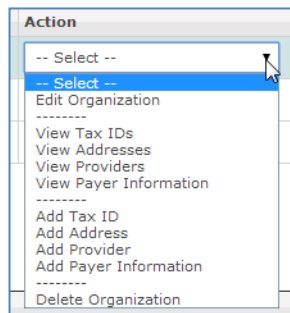 Action
-- Select --
-- Select --
Edit Organization
--------
View Tax IDs
View Addresses
View Providers
View Payer Information
--------
Add Tax ID
Add Address
Add Provider
Add Payer Information
--------
Delete Organization